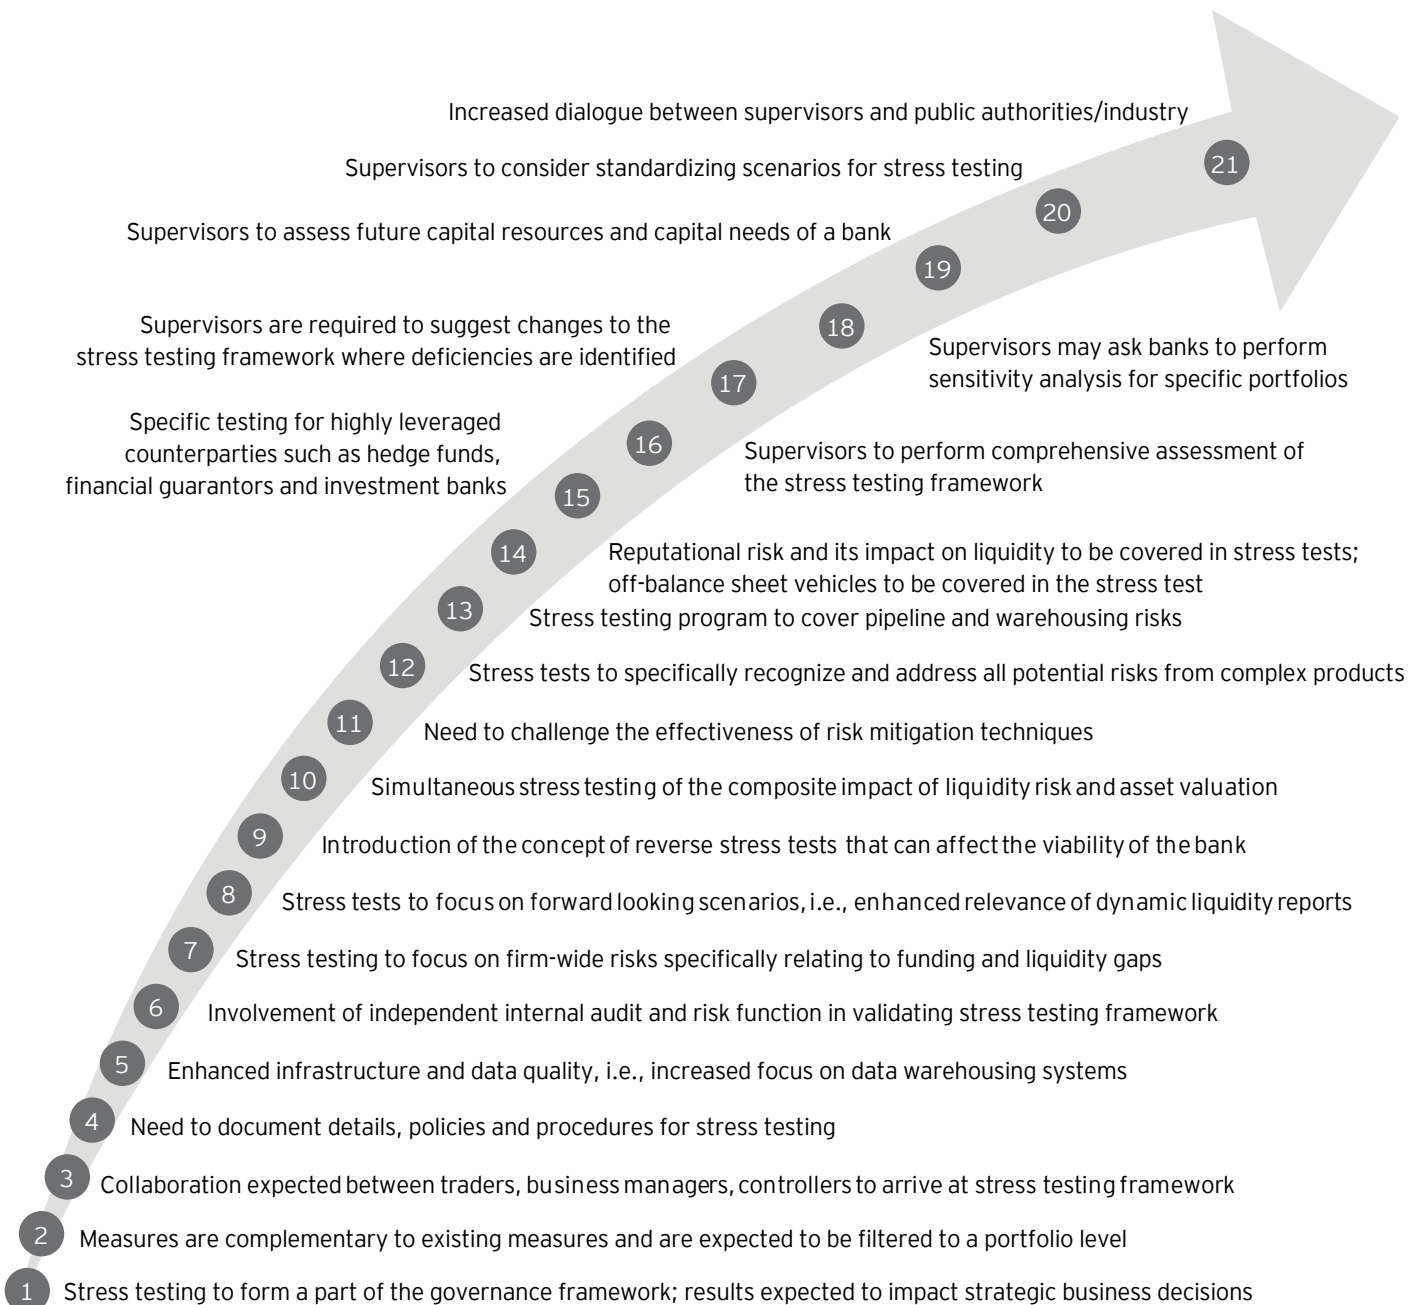 Increased dialogue between supervisors and public authorities/industry
21
Supervisors to consider standardizing scenarios for stress testing
20
Supervisors to assess future capital resources and capital needs of a bank
19
18
Supervisors may ask banks to perform
sensitivity analysis for specific portfolios
Supervisors are required to suggest changes to the
stress testing framework where deficiencies are identified
17
16
Supervisors to perform comprehensive assessment of
the stress testing framework
Specific testing for highly leveraged
counterparties such as hedge funds,
financial guarantors and investment banks
15
14
Reputational risk and its impact on liquidity to be covered in stress tests;
off-balance sheet vehicles to be covered in the stress test
13
Stress testing program to cover pipeline and warehousing risks
12
Stress tests to specifically recognize and address all potential risks from complex products
11
Need to challenge the effectiveness of risk mitigation techniques
10
Simultaneous stress testing of the composite impact of liquidity risk and asset valuation
9
Introduction of the concept of reverse stress tests that can affect the viability of the bank
8
Stress tests to focus on forward looking scenarios, i.e., enhanced relevance of dynamic liquidity reports
7
Stress testing to focus on firm-wide risks specifically relating to funding and liquidity gaps
6
Involvement of independent internal audit and risk function in validating stress testing framework
5
Enhanced infrastructure and data quality, i.e., increased focus on data warehousing systems
4
Need to document details, policies and procedures for stress testing
3
Collaboration expected between traders, business managers, controllers to arrive at stress testing framework
2
Measures are complementary to existing measures and are expected to be filtered to a portfolio level
1
Stress testing to form a part of the governance framework; results expected to impact strategic business decisions